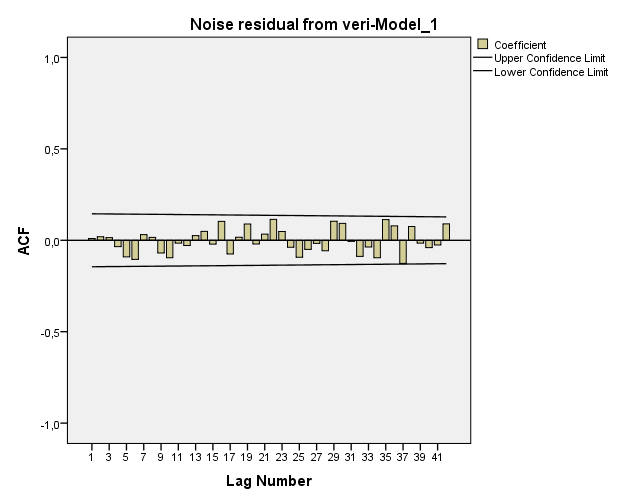 Noise residual from veri-Model_1
1,0
0,5
0,0
-0,5
-1,0
ACF
1 3 5 7 9 11 13 15 17 19 21 23 25 27 29 31 33 35 37 39 41
Lag Number
Coefficient
Upper Confidence Limit
Lower Confidence Limit